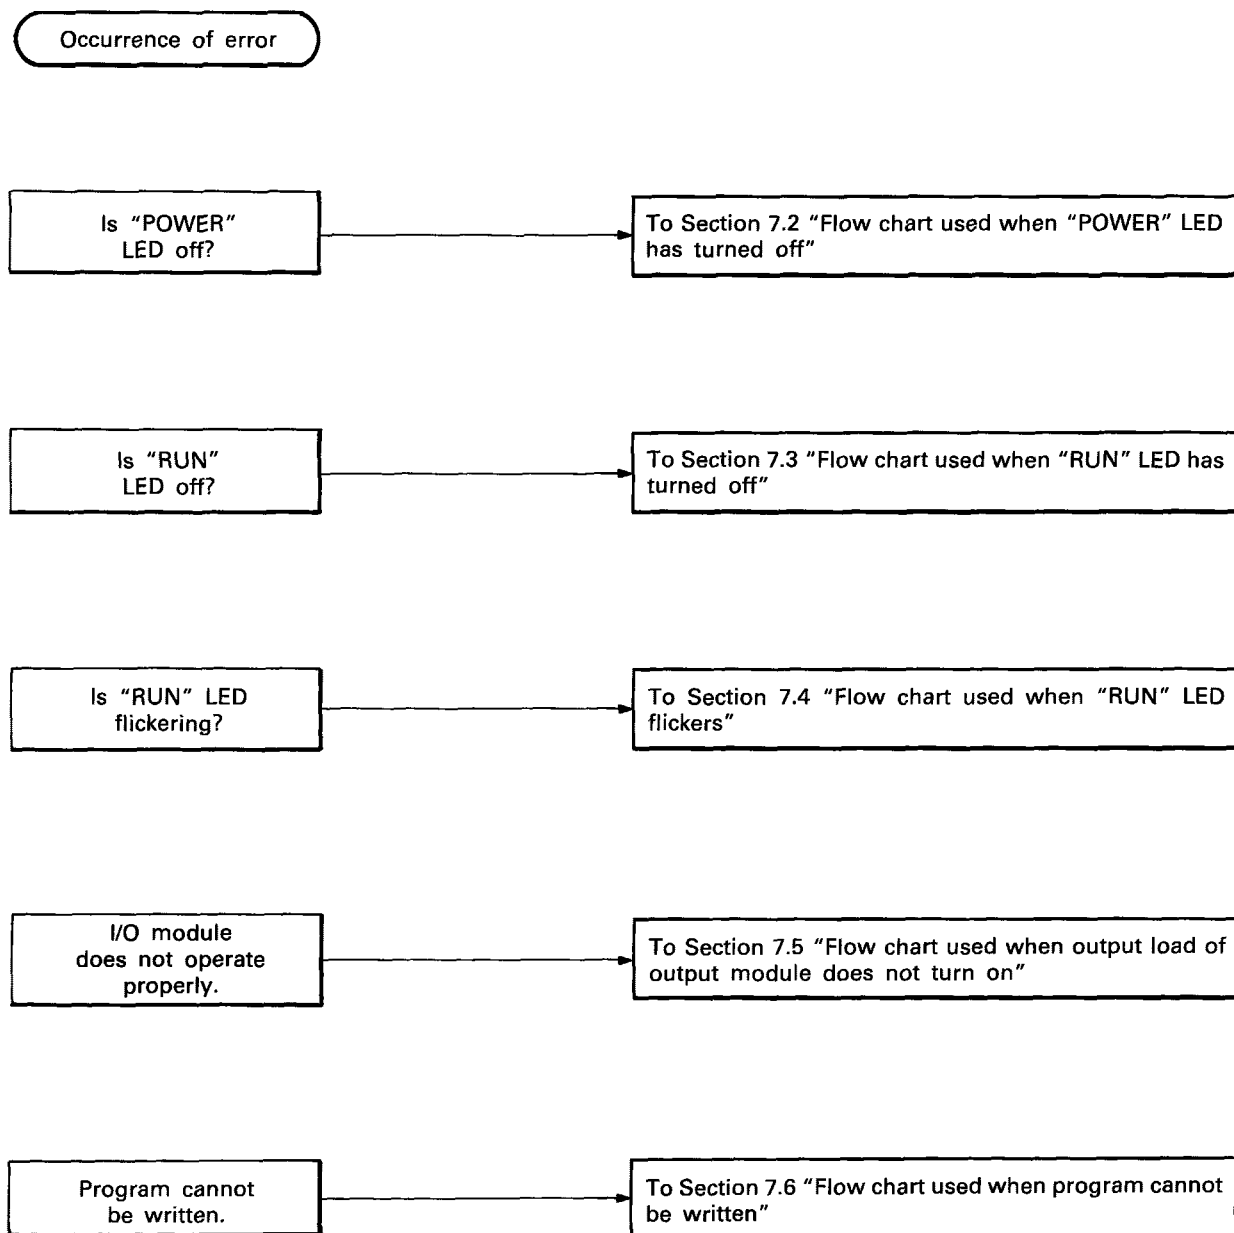 Occurrence of error
Is "POWER"
LED off?
To Section 7.2 "Flow chart used when "POWER" LED
has turned off"
Is "RUN"
LED off?
To Section 7.3 "Flow chart used when "RUN" LED has
turned off"
Is "RUN" LED
flickering?
To Section 7.4 "Flow chart used when "RUN" LED
flickers"
I/O module
does not operate
properly.
To Section 7.5 "Flow chart used when output load of
output module does not turn on"
Program cannot
be written.
To Section 7.6 "Flow chart used when program cannot
be written"